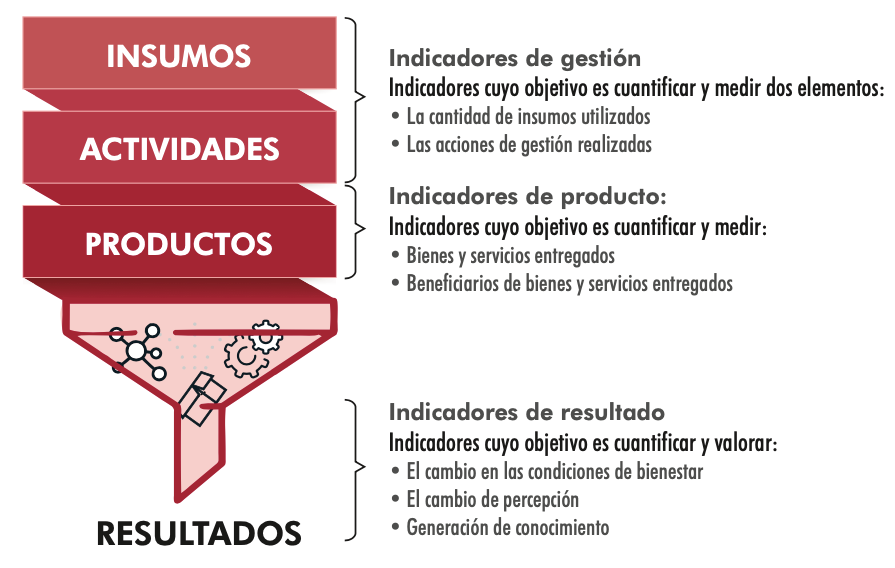 INSUMOS
ACTIVIDADES
PRODUCTOS
RESULTADOS
Indicadores de gestión
Indicadores cuyo objetivo es cuantificar y medir dos elementos:
• La cantidad de insumos utilizados
• Las acciones de gestión realizadas
Indicadores de producto:
Indicadores cuyo objetivo es cuantificar y medir:
• Bienes y servicios entregados
• Beneficiarios de bienes y servicios entregados
Indicadores de resultado
Indicadores cuyo objetivo es cuantificar y valorar:
• El cambio en las condiciones de bienestar
• El cambio de percepción
• Generación de conocimiento